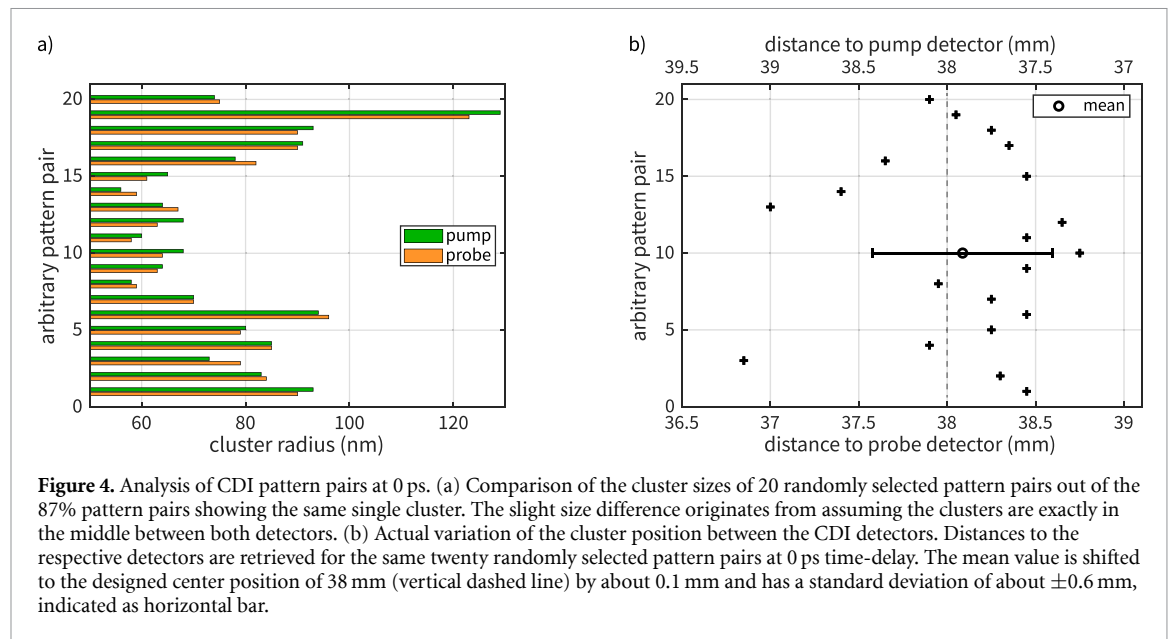 a)
b)
distance to pump detector (mm)
39.5 39 38.5 38 37.5 37
20
15
10
5
0
arbitrary pattern pair
pump
probe
60 80 100 120
cluster radius (nm)
mean
20
15
10
5
0
arbitrary pattern pair
36.5 37 37.5 38 38.5 39
distance to probe detector (mm)
Figure 4. Analysis of CDI pattern pairs at 0 ps. (a) Comparison of the cluster sizes of 20 randomly selected pattern pairs out of the
87% pattern pairs showing the same single cluster. The slight size difference originates from assuming the clusters are exactly in
the middle between both detectors. (b) Actual variation of the cluster position between the CDI detectors. Distances to the
respective detectors are retrieved for the same twenty randomly selected pattern pairs at 0 ps time-delay. The mean value is shifted
to the designed center position of 38 mm (vertical dashed line) by about 0.1 mm and has a standard deviation of about ±0.6 mm,
indicated as horizontal bar.